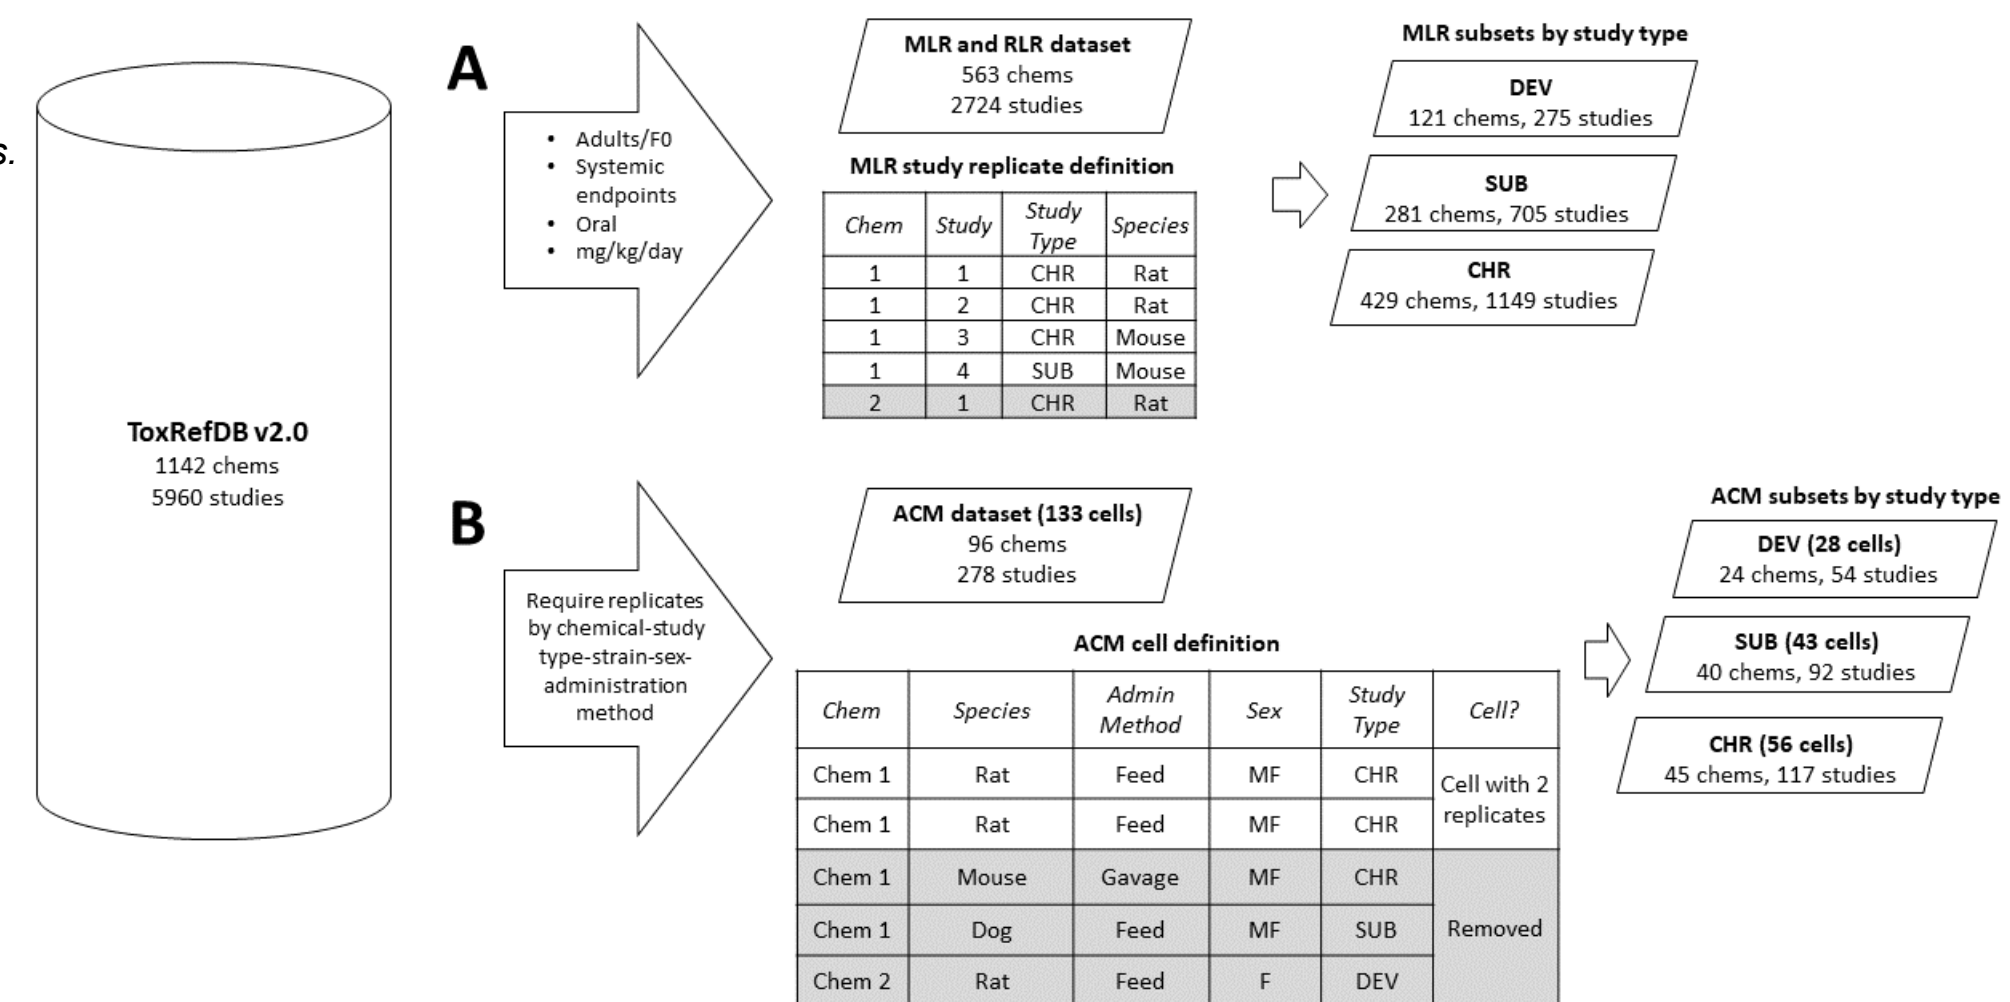 s.
ToxRefDB v2.0
1142 chems
5960 studies
A
• Adults/F0
• Systemic
endpoints
• Oral
• mg/kg/day
MLR and RLR dataset
563 chems
2724 studies
MLR study replicate definition
Chem Study Study Type Species
1 1 CHR Rat
1 2 CHR Rat
1 3 CHR Mouse
1 4 SUB Mouse
2 1 CHR Rat
MLR subsets by study type
DEV
121 chems, 275 studies
SUB
281 chems, 705 studies
CHR
429 chems, 1149 studies
B
Require replicates
by chemical-study
type-strain-sex-
administration
method
ACM dataset (133 cells)
96 chems
278 studies
ACM cell definition
Chem Species Admin Method Sex Study Type Cell?
Chem 1 Rat Feed MF CHR Cell with 2 replicates
Chem 1 Rat Feed MF CHR
Chem 1 Mouse Gavage MF CHR Removed
Chem 1 Dog Feed MF SUB
Chem 2 Rat Feed F DEV
ACM subsets by study type
DEV (28 cells)
24 chems, 54 studies
SUB (43 cells)
40 chems, 92 studies
CHR (56 cells)
45 chems, 117 studies